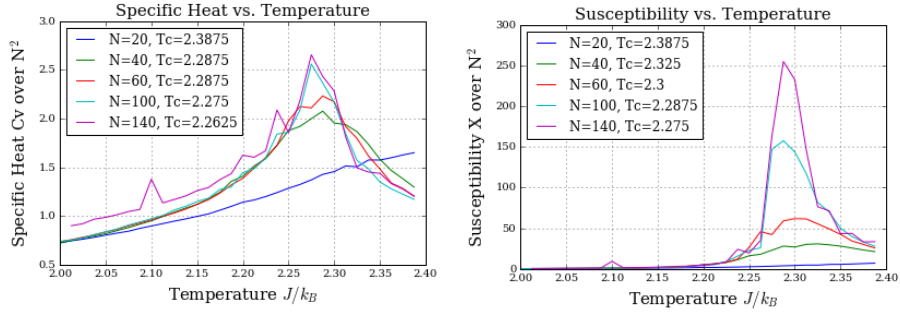 Specific Heat vs. Temperature
Specific Heat Cv over N²
3.0
2.5
2.0
1.5
1.0
0.5
N=20, Tc=2.3875
N=40, Tc=2.2875
N=60, Tc=2.2875
N=100, Tc=2.275
N=140, Tc=2.2625
2.00 2.05 2.10 2.15 2.20 2.25 2.30 2.35 2.40
Temperature J/k_B
Susceptibility vs. Temperature
Susceptibility X over N²
300
250
200
150
100
50
0
N=20, Tc=2.3875
N=40, Tc=2.325
N=60, Tc=2.3
N=100, Tc=2.2875
N=140, Tc=2.275
2.00 2.05 2.10 2.15 2.20 2.25 2.30 2.35 2.40
Temperature J/k_B